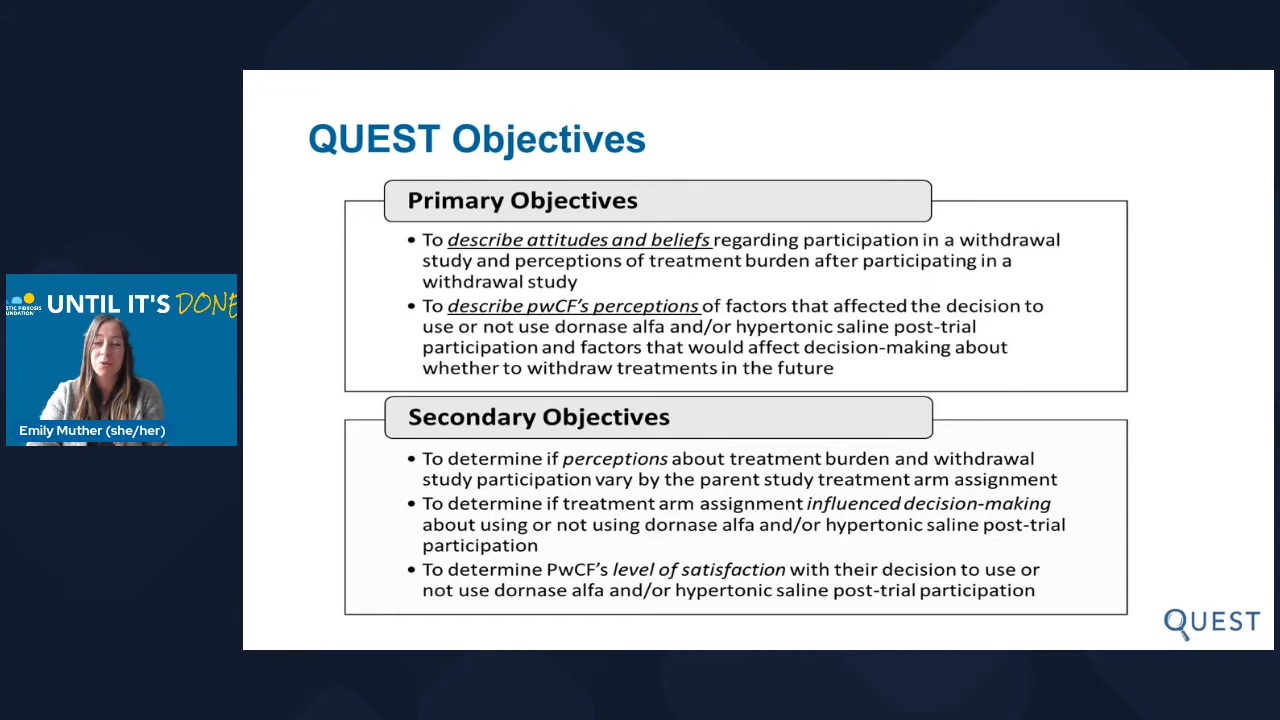 QUEST Objectives
Primary Objectives
• To describe attitudes and beliefs regarding participation in a withdrawal
study and perceptions of treatment burden after participating in a
withdrawal study
• To describe pwCF’s perceptions of factors that affected the decision to
use or not use dornase alfa and/or hypertonic saline post-trial
participation and factors that would affect decision-making about
whether to withdraw treatments in the future
Secondary Objectives
• To determine if perceptions about treatment burden and withdrawal
study participation vary by the parent study treatment arm assignment
• To determine if treatment arm assignment influenced decision-making
about using or not using dornase alfa and/or hypertonic saline post-trial
participation
• To determine PwCF’s level of satisfaction with their decision to use or
not use dornase alfa and/or hypertonic saline post-trial participation
QUEST
STIC FIBROSIS
UNDATION
UNTIL IT'S DONE
Emily Muther (she/her)